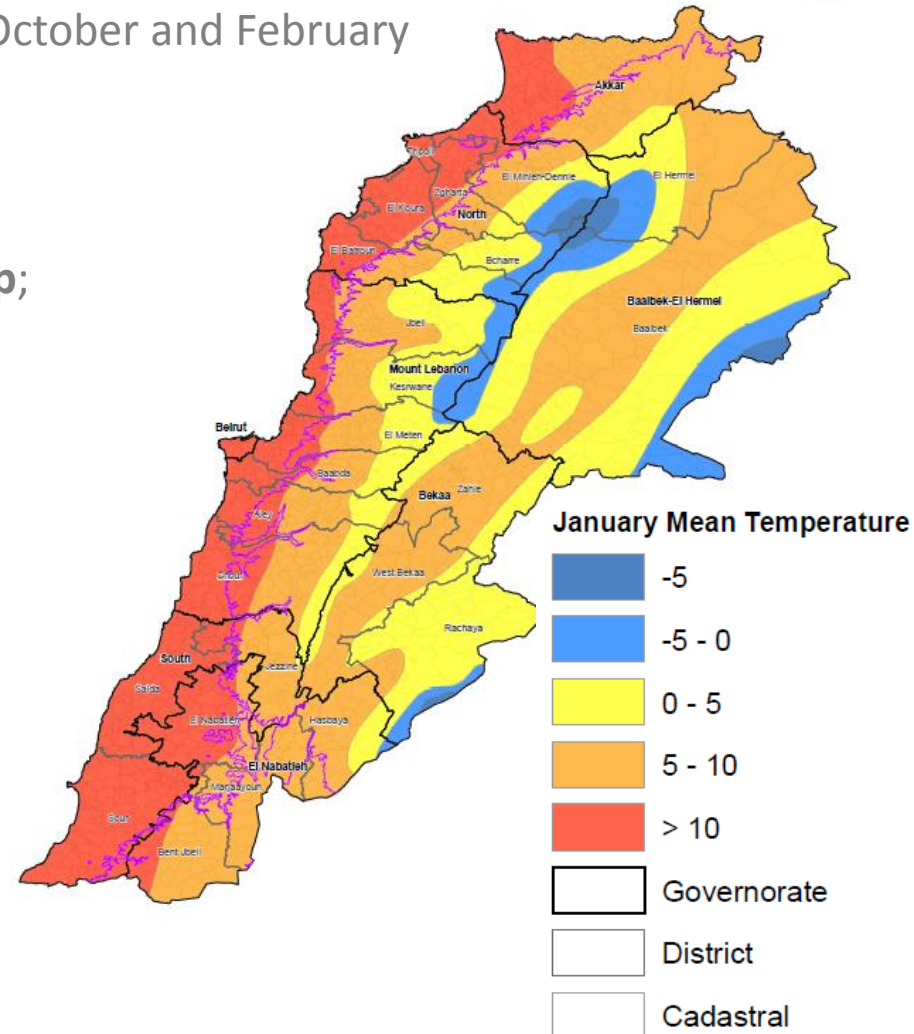 October and February
p;
Akkar
Tripoli
El Minieh-Dennie
El Hermel
Zgharta
El Koura
North
El Batroun
Bcharre
Baalbek-El Hermel
Baalbek
Jbeil
Mount Lebanon
Kesrwane
Beirut
El Meten
Baabda
Bekaa
Zahle
Aley
West Bekaa
Chouf
Rachaya
South
Jezzine
Saida
El Nabatieh
Hasbaya
El Nabatieh
Marjaayoun
Sour
Bent Jbeil
January Mean Temperature
-5
-5 - 0
0 - 5
5 - 10
> 10
Governorate
District
Cadastral